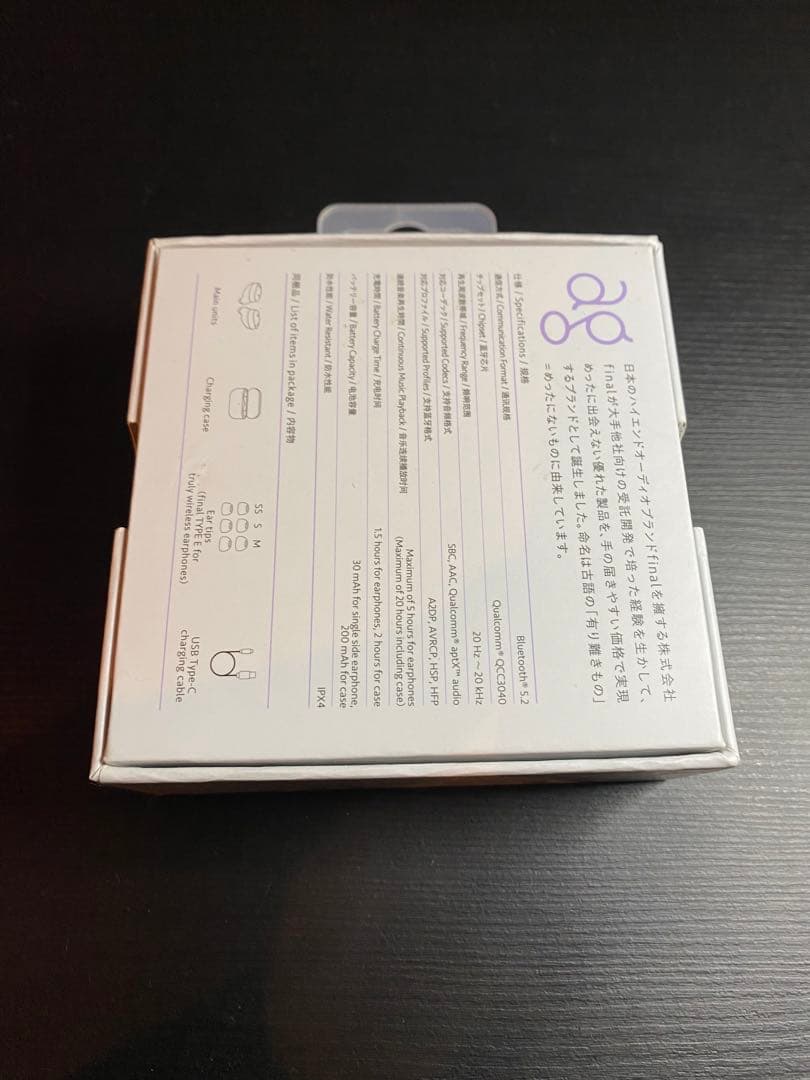 ag
日本のハイエンドオーディオブランドfinalを擁する株式会社
finalが大手他社向けの受託開発で培った経験を生かして、
めったに出会えない優れた製品を、手の届きやすい価格で実現
するブランドとして誕生しました。命名は古語の「有り難きもの」
=めったにないものに由来しています。
仕様 / Specifications / 规格
通信方式 / Communication Format / 通讯规格 Bluetooth® 5.2
チップセット / Chipset / 蓝牙芯片 Qualcomm® QCC3040
再生周波数帯域 / Frequency Range / 频响范围 20 Hz ～ 20 kHz
対応コーデック / Supported Codecs / 支持音频格式 SBC, AAC, Qualcomm® aptX™ audio
対応プロファイル / Supported Profiles / 支持蓝牙格式 A2DP, AVRCP, HSP, HFP
連続音楽再生時間 / Continuous Music Playback / 音乐连续播放时间 Maximum of 5 hours for earphones
(Maximum of 20 hours including case)
充電時間 / Battery Charge Time / 充电时间 1.5 hours for earphones, 2 hours for case
バッテリー容量 / Battery Capacity / 电池容量 30 mAh for single side earphone,
200 mAh for case
防水性能 / Water Resistant / 防水性能 IPX4
同梱品 / List of items in package / 内容物
Main units
Charging case
SS S M
Ear tips
(final TYPE E for
truly wireless earphones)
USB Type-C
charging cable